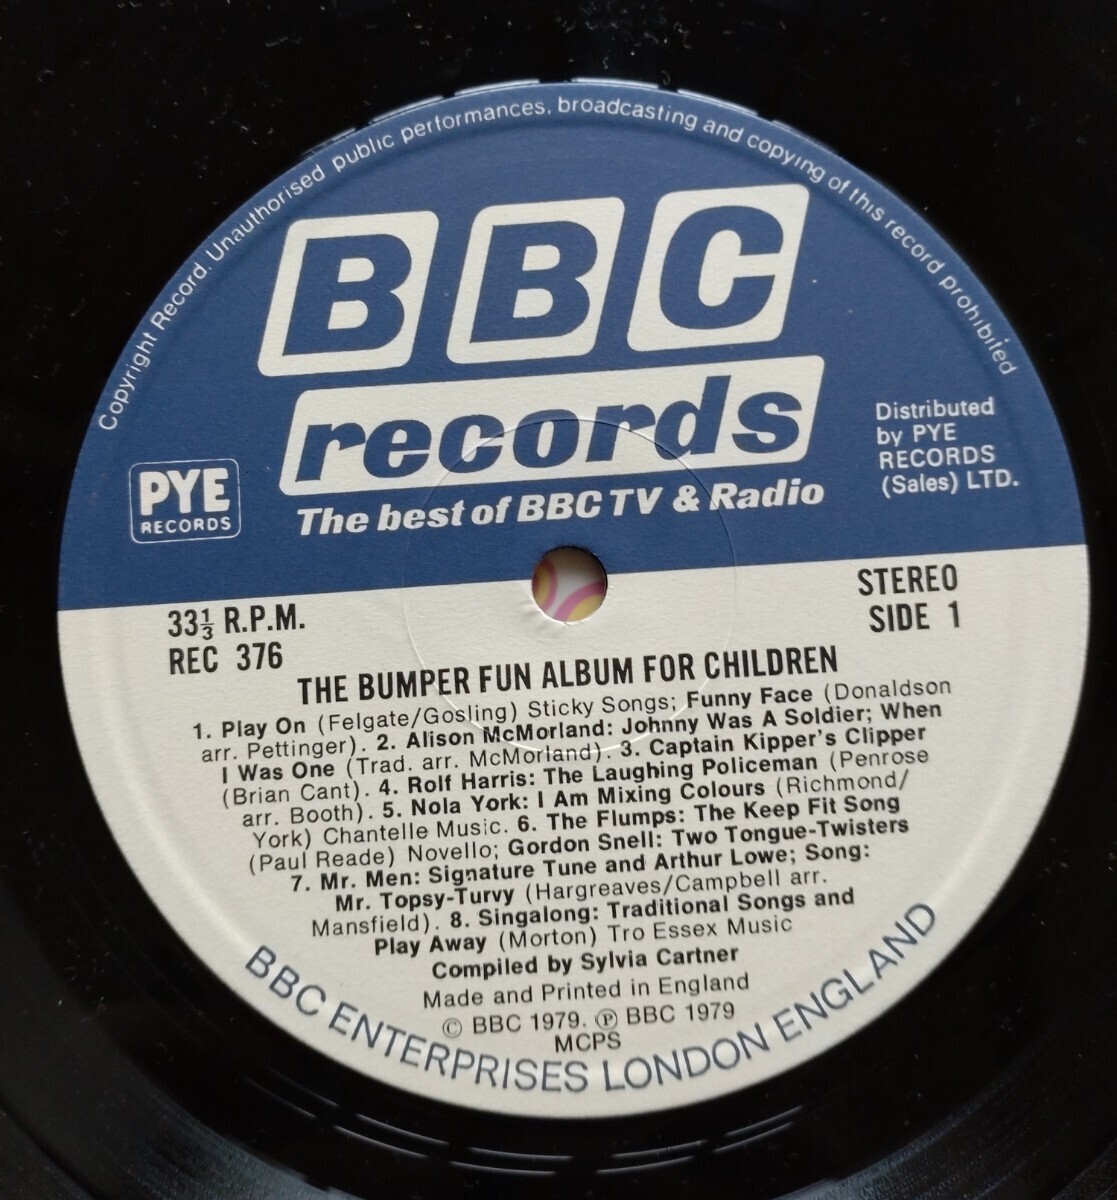 Copyright Record. Unauthorised public performances, broadcasting and copying of this record prohibited
BBC
records
The best of BBC TV & Radio
PYE
RECORDS
Distributed
by PYE
RECORDS
(Sales) LTD.
33⅓ R.P.M.
REC 376
STEREO
SIDE 1
THE BUMPER FUN ALBUM FOR CHILDREN
1. Play On (Felgate/Gosling) Sticky Songs; Funny Face (Donaldson
arr. Pettinger). 2. Alison McMorland: Johnny Was A Soldier; When
I Was One (Trad. arr. McMorland). 3. Captain Kipper's Clipper
(Brian Cant). 4. Rolf Harris: The Laughing Policeman (Penrose
arr. Booth). 5. Nola York: I Am Mixing Colours (Richmond/
York) Chantelle Music. 6. The Flumps: The Keep Fit Song
(Paul Reade) Novello; Gordon Snell: Two Tongue-Twisters
7. Mr. Men: Signature Tune and Arthur Lowe; Song:
Mr. Topsy-Turvy (Hargreaves/Campbell arr.
Mansfield). 8. Singalong: Traditional Songs and
Play Away (Morton) Tro Essex Music
Compiled by Sylvia Cartner
Made and Printed in England
© BBC 1979. ℗ BBC 1979
MCPS
BBC ENTERPRISES LONDON ENGLAND